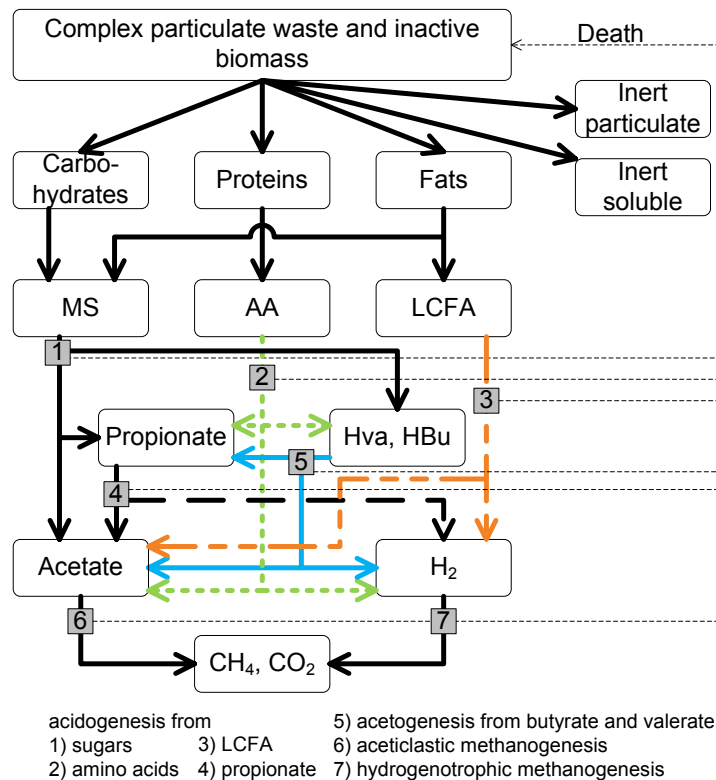 Complex particulate waste and inactive
biomass
Death
Inert
particulate
Carbo-
hydrates
Proteins
Fats
Inert
soluble
MS
AA
LCFA
1
2
3
Propionate
Hva, HBu
5
4
Acetate
H₂
6
7
CH₄, CO₂
acidogenesis from
1) sugars
2) amino acids
3) LCFA
4) propionate
5) acetogenesis from butyrate and valerate
6) aceticlastic methanogenesis
7) hydrogenotrophic methanogenesis